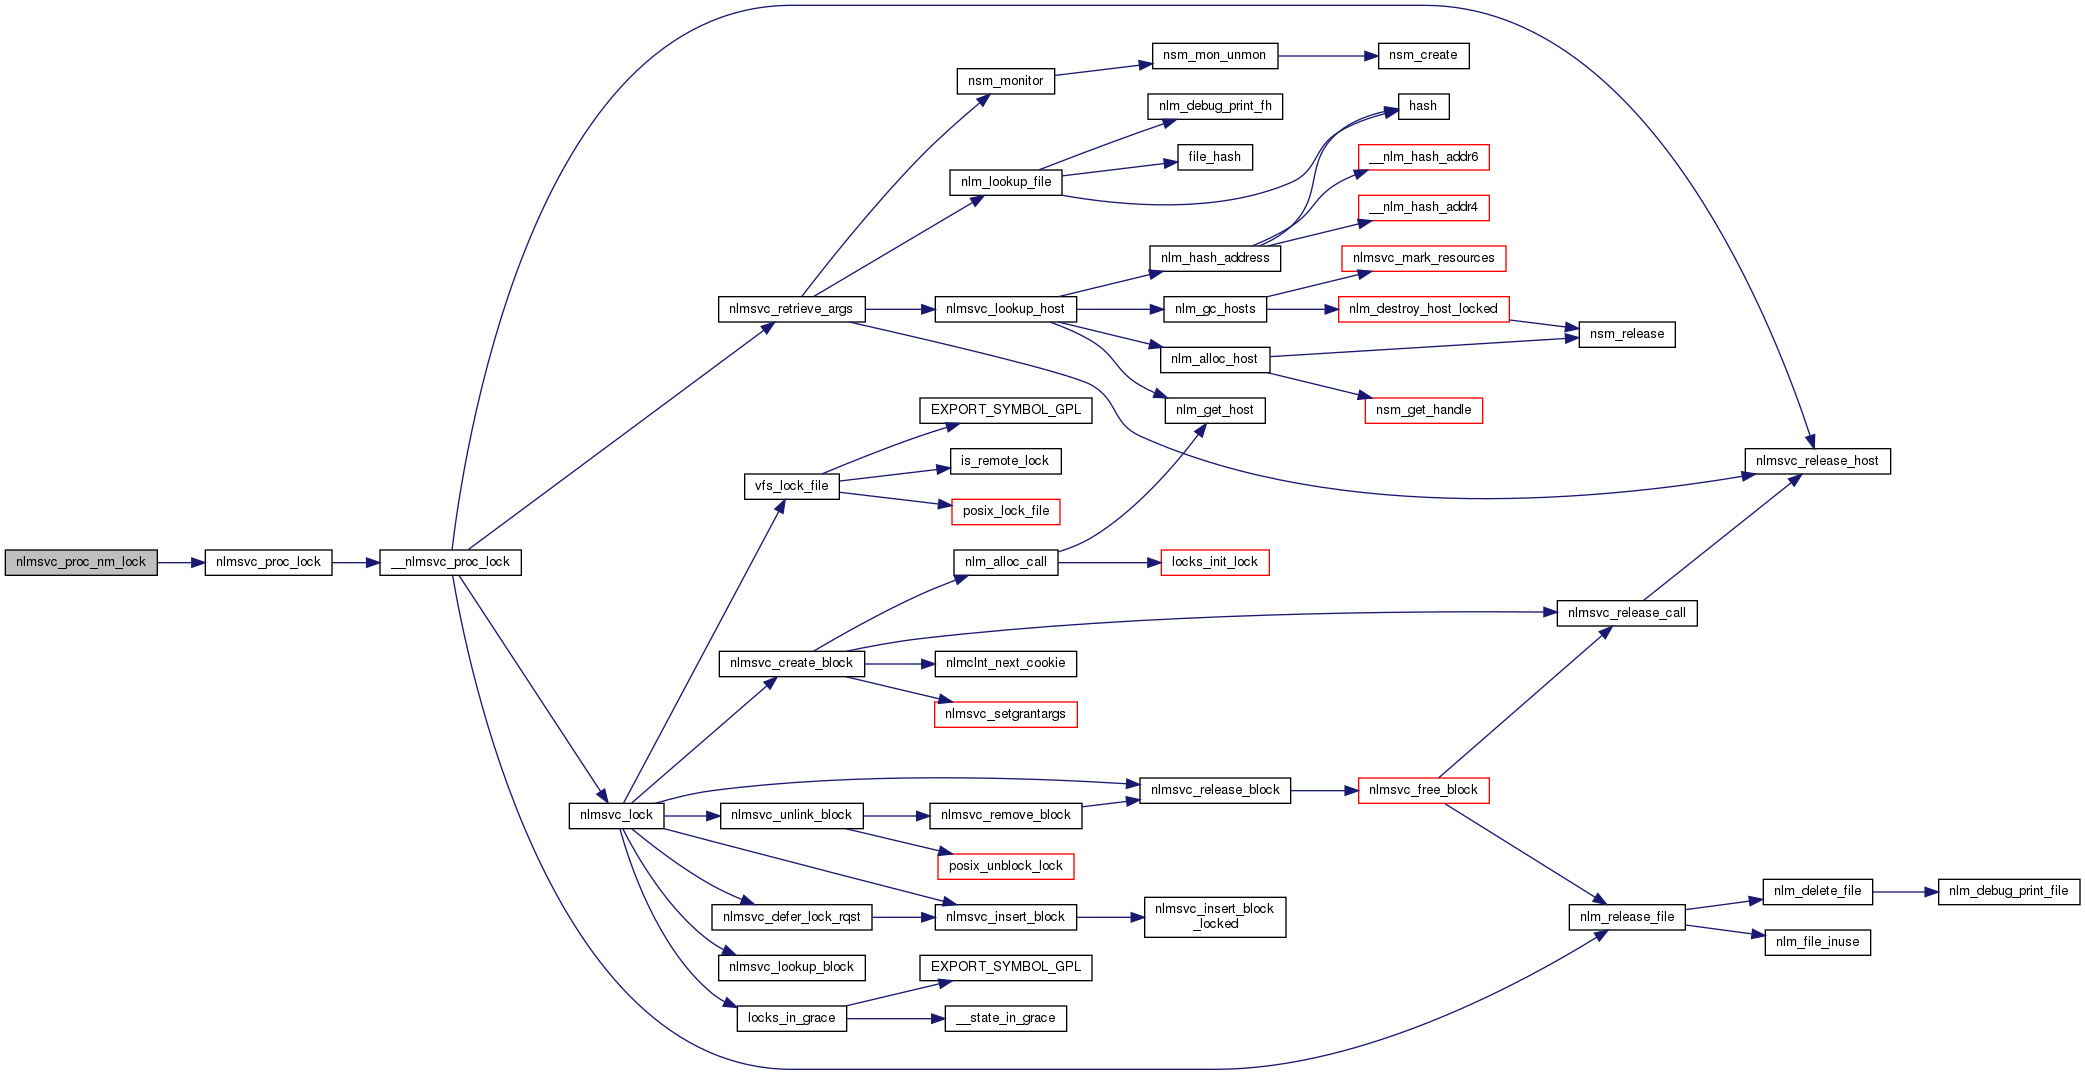 nsm_mon_unmon
nsm_create
nsm_monitor
nlm_debug_print_fh
hash
file_hash
__nlm_hash_addr6
nlm_lookup_file
__nlm_hash_addr4
nlm_hash_address
nlmsvc_mark_resources
nlmsvc_retrieve_args
nlmsvc_lookup_host
nlm_gc_hosts
nlm_destroy_host_locked
nsm_release
nlm_alloc_host
EXPORT_SYMBOL_GPL
nlm_get_host
nsm_get_handle
is_remote_lock
nlmsvc_release_host
vfs_lock_file
posix_lock_file
nlmsvc_proc_nm_lock
nlmsvc_proc_lock
__nlmsvc_proc_lock
nlm_alloc_call
locks_init_lock
nlmsvc_release_call
nlmsvc_create_block
nlmclnt_next_cookie
nlmsvc_setgrantargs
nlmsvc_release_block
nlmsvc_free_block
nlmsvc_lock
nlmsvc_unlink_block
nlmsvc_remove_block
posix_unblock_lock
nlm_delete_file
nlm_debug_print_file
nlmsvc_defer_lock_rqst
nlmsvc_insert_block
nlmsvc_insert_block
_locked
nlm_release_file
nlm_file_inuse
nlmsvc_lookup_block
EXPORT_SYMBOL_GPL
locks_in_grace
__state_in_grace